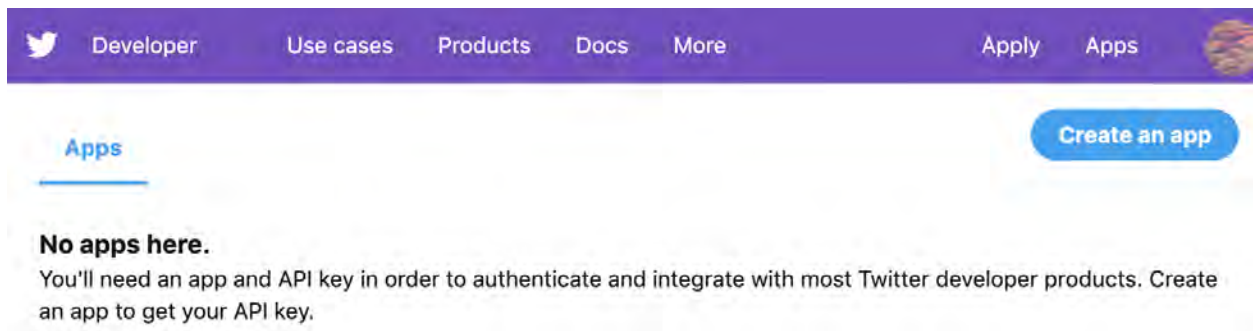 Developer Use cases Products Docs More Apply Apps
Create an app
Apps
No apps here.
You'll need an app and API key in order to authenticate and integrate with most Twitter developer products. Create
an app to get your API key.